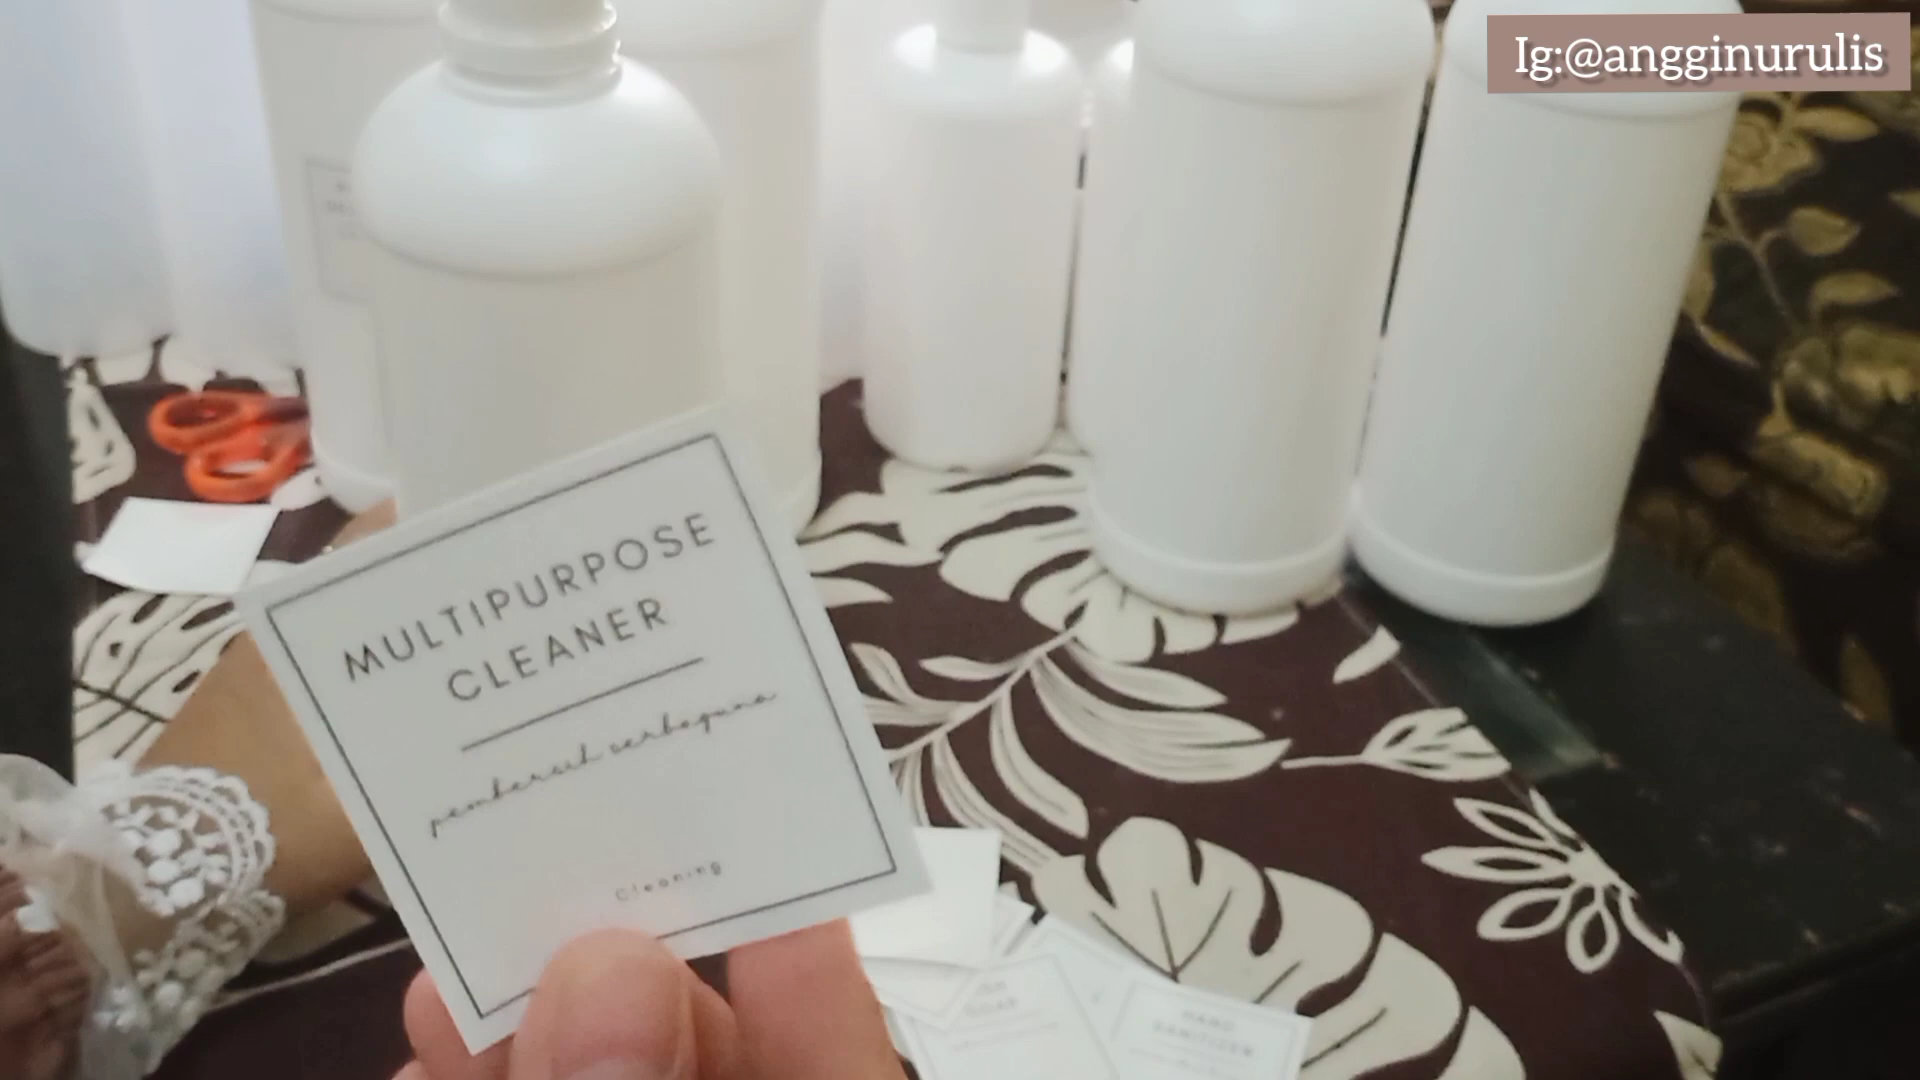 Ig:@angginurulis
MULTIPURPOSE
CLEANER
pembersih serbaguna
Cleaning
HAND
SANITIZER